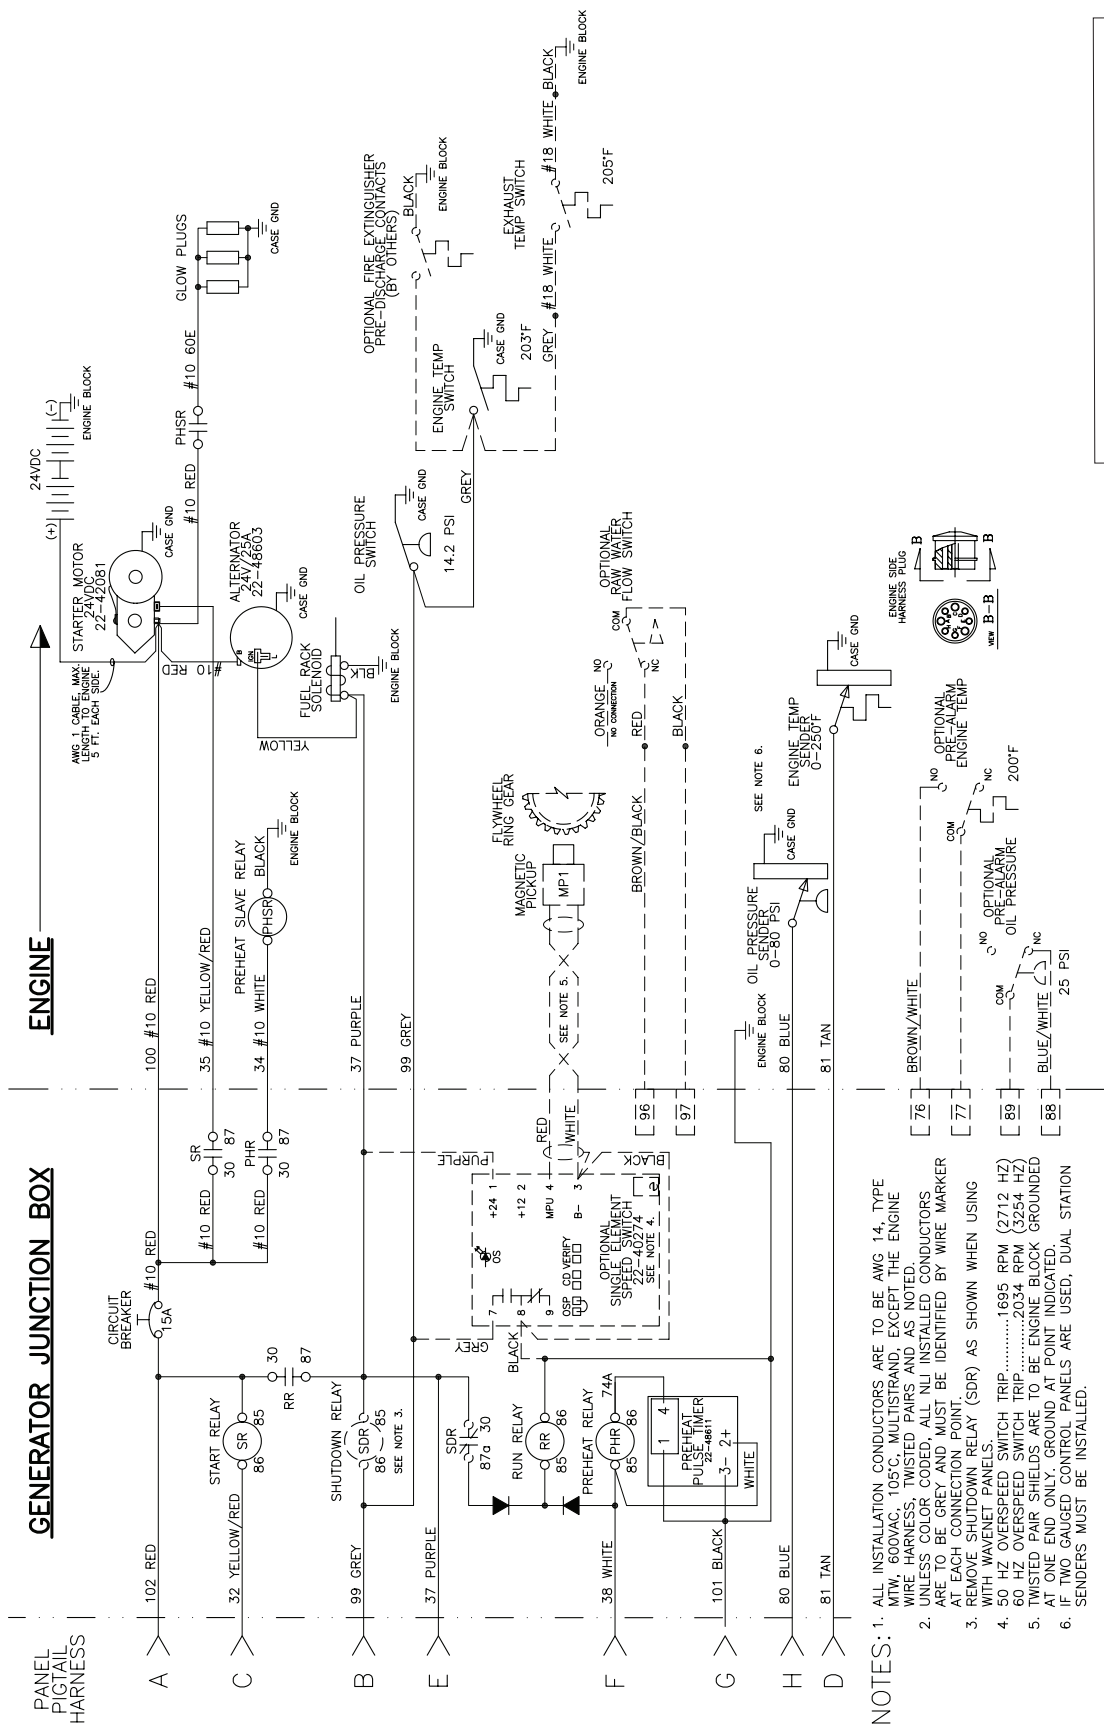 GENERATOR JUNCTION BOX
ENGINE
PANEL
PIGTAIL
HARNESS
A
102 RED
CIRCUIT
BREAKER
15A
#10 RED
100 #10 RED
AWG 1 CABLE, MAX.
LENGTH TO ENGINE
5 FT. EACH SIDE.
STARTER MOTOR
24VDC
22-42081
CASE GND
24VDC
(+)
(-)
ENGINE BLOCK
C
32 YELLOW/RED
START RELAY
86
SR
85
30
RR
87
#10 RED
30
SR
87
35 #10 YELLOW/RED
#10 RED
30
PHR
87
34 #10 WHITE
PREHEAT SLAVE RELAY
PHSR
BLACK
ENGINE BLOCK
#10 RED
ALTERNATOR
24V/25A
22-48603
B
IG
L
CASE GND
#10 RED
PHSR
#10 60E
GLOW PLUGS
CASE GND
B
99 GREY
SHUTDOWN RELAY
86
SDR
85
SEE NOTE 3.
37 PURPLE
YELLOW
FUEL RACK
SOLENOID
BLK
ENGINE BLOCK
E
37 PURPLE
SDR
87a
30
99 GREY
OIL PRESSURE
SWITCH
CASE GND
14.2 PSI
GREY
ENGINE TEMP
SWITCH
CASE GND
203°F
OPTIONAL FIRE EXTINGUISHER
PRE-DISCHARGE CONTACTS
(BY OTHERS)
BLACK
ENGINE BLOCK
GREY
#18 WHITE
EXHAUST
TEMP SWITCH
205°F
#18 WHITE
BLACK
ENGINE BLOCK
GREY
PURPLE
BLACK
BLACK
7
8
9
OS
+24 1
+12 2
MPU 4
B- 3
OSP CD VERIFY
OPTIONAL
SINGLE ELEMENT
SPEED SWITCH
22-40274
SEE NOTE 4.
RED
WHITE
SEE NOTE 5.
MAGNETIC
PICKUP
MP1
FLYWHEEL
RING GEAR
RUN RELAY
85
RR
86
F
38 WHITE
PREHEAT RELAY
85
PHR
86
74A
1
4
PREHEAT
PULSE TIMER
22-48611
3- 2+
WHITE
G
101 BLACK
ENGINE BLOCK
96
BROWN/BLACK
RED
97
BLACK
ORANGE
NO CONNECTION
NO
NC
COM
OPTIONAL
RAW WATER
FLOW SWITCH
H
80 BLUE
80 BLUE
OIL PRESSURE
SENDER
0-80 PSI
CASE GND
SEE NOTE 6.
D
81 TAN
81 TAN
ENGINE TEMP
SENDER
0-250°F
CASE GND
76
BROWN/WHITE
77
NO
COM
NC
OPTIONAL
PRE-ALARM
ENGINE TEMP
200°F
89
88
BLUE/WHITE
COM
NO
NC
OPTIONAL
PRE-ALARM
OIL PRESSURE
25 PSI
ENGINE SIDE
HARNESS PLUG
B
B
VIEW B-B
NOTES: 1. ALL INSTALLATION CONDUCTORS ARE TO BE AWG 14, TYPE
MTW, 600VAC, 105°C, MULTISTRAND, EXCEPT THE ENGINE
WIRE HARNESS, TWISTED PAIRS AND AS NOTED.
2. UNLESS COLOR CODED, ALL NLI INSTALLED CONDUCTORS
ARE TO BE GREY AND MUST BE IDENTIFIED BY WIRE MARKER
AT EACH CONNECTION POINT.
3. REMOVE SHUTDOWN RELAY (SDR) AS SHOWN WHEN USING
WITH WAVENET PANELS.
4. 50 HZ OVERSPEED SWITCH TRIP.............1695 RPM (2712 HZ)
60 HZ OVERSPEED SWITCH TRIP.............2034 RPM (3254 HZ)
5. TWISTED PAIR SHIELDS ARE TO BE ENGINE BLOCK GROUNDED
AT ONE END ONLY. GROUND AT POINT INDICATED.
6. IF TWO GAUGED CONTROL PANELS ARE USED, DUAL STATION
SENDERS MUST BE INSTALLED.